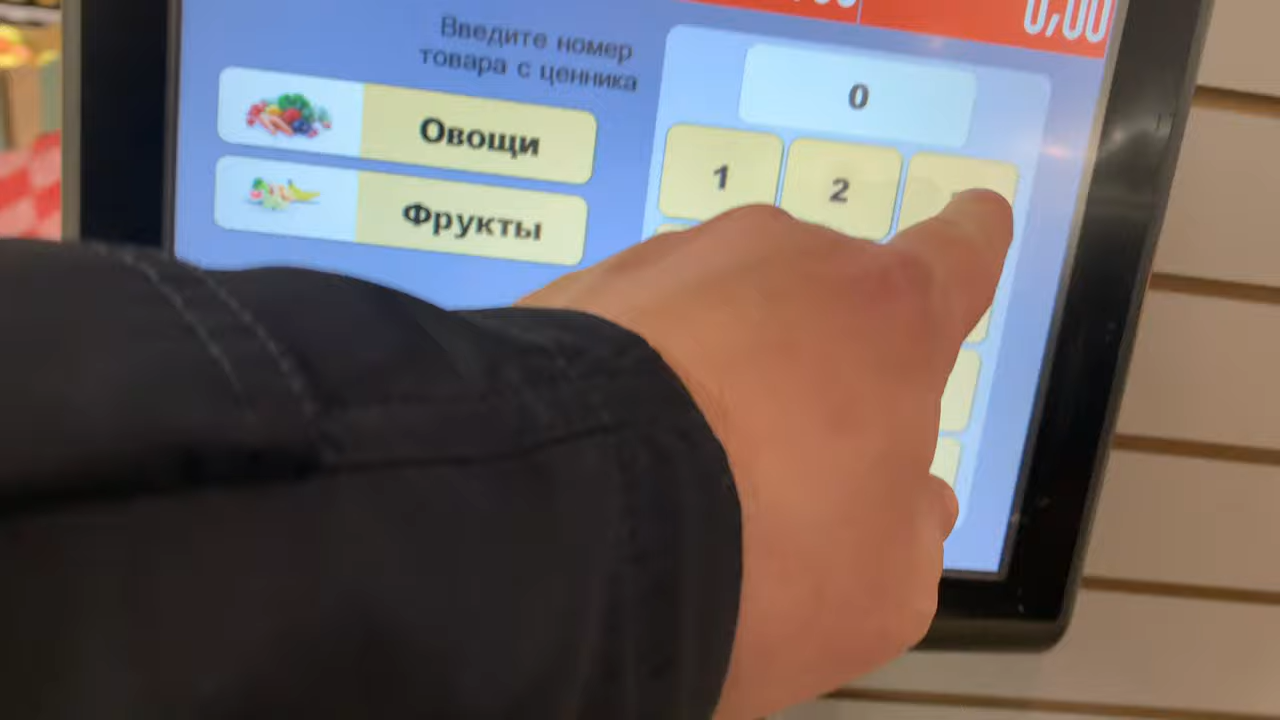 0,00
Введите номер
товара с ценника
0
Овощи
1
2
Фрукты